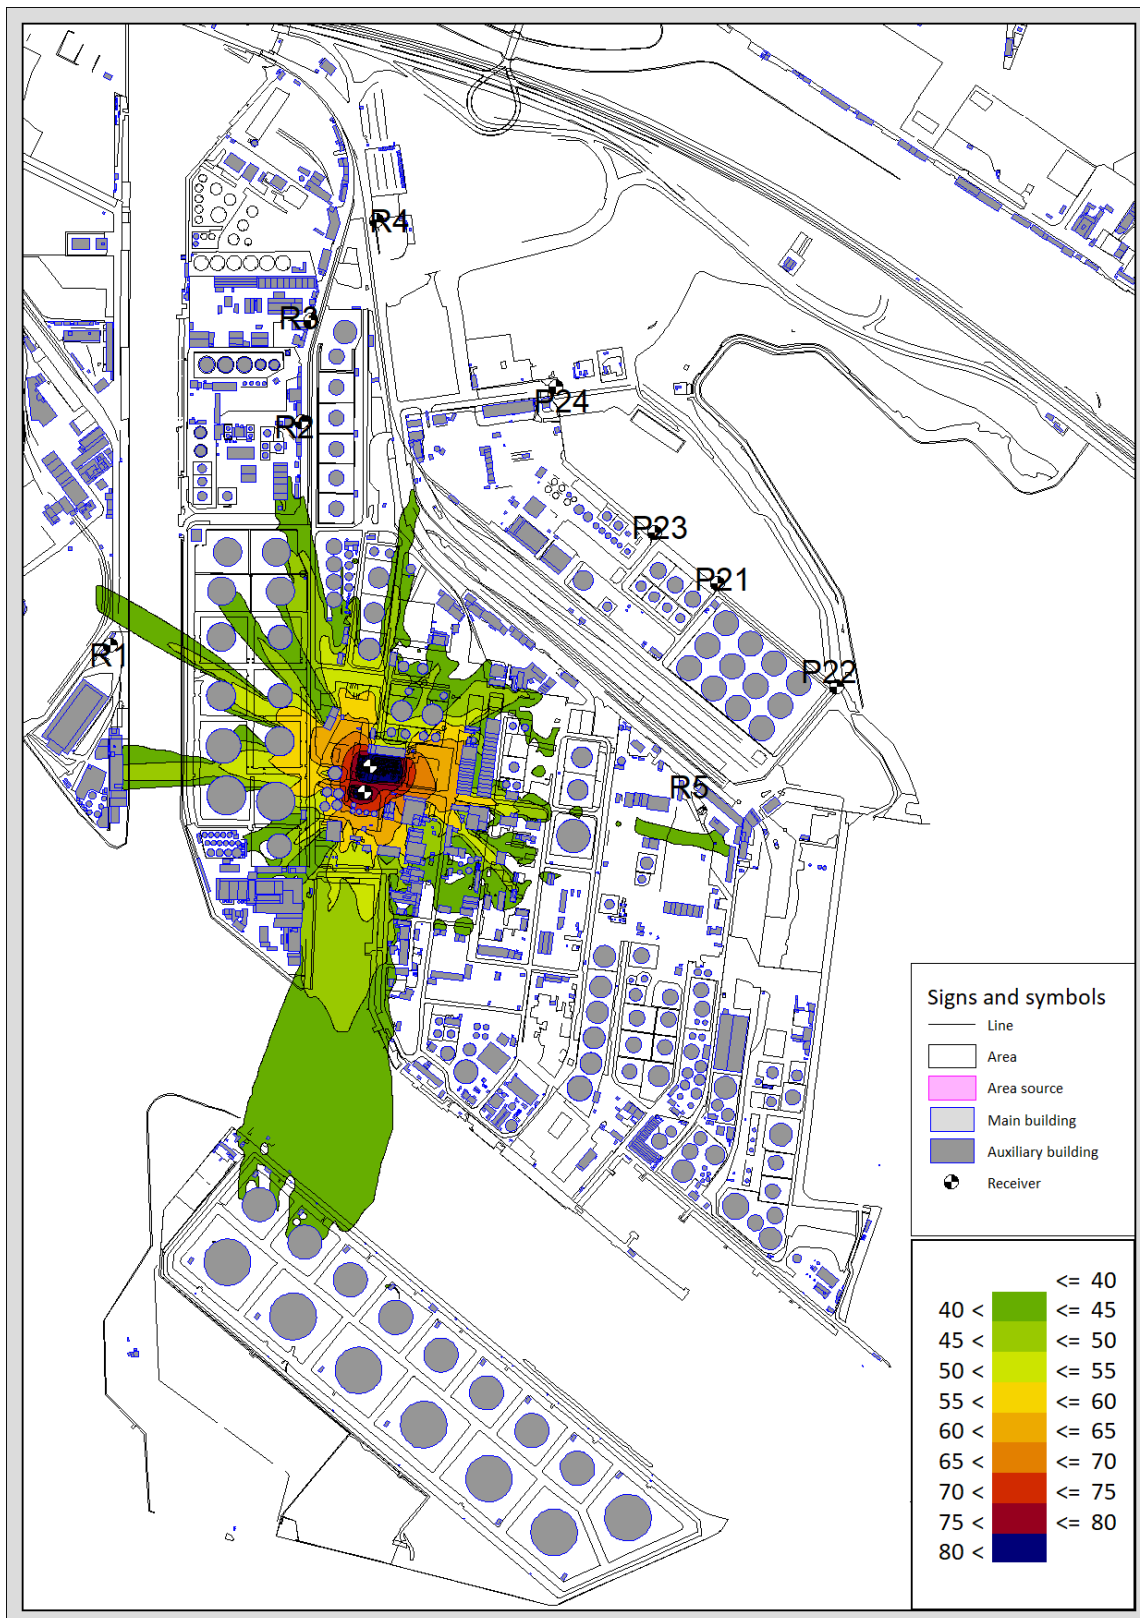 R4
R3
P24
R2
P23
P21
R1
P22
R5
Signs and symbols
Line
Area
Area source
Main building
Auxiliary building
Receiver
<= 40
40 < <= 45
45 < <= 50
50 < <= 55
55 < <= 60
60 < <= 65
65 < <= 70
70 < <= 75
75 < <= 80
80 <